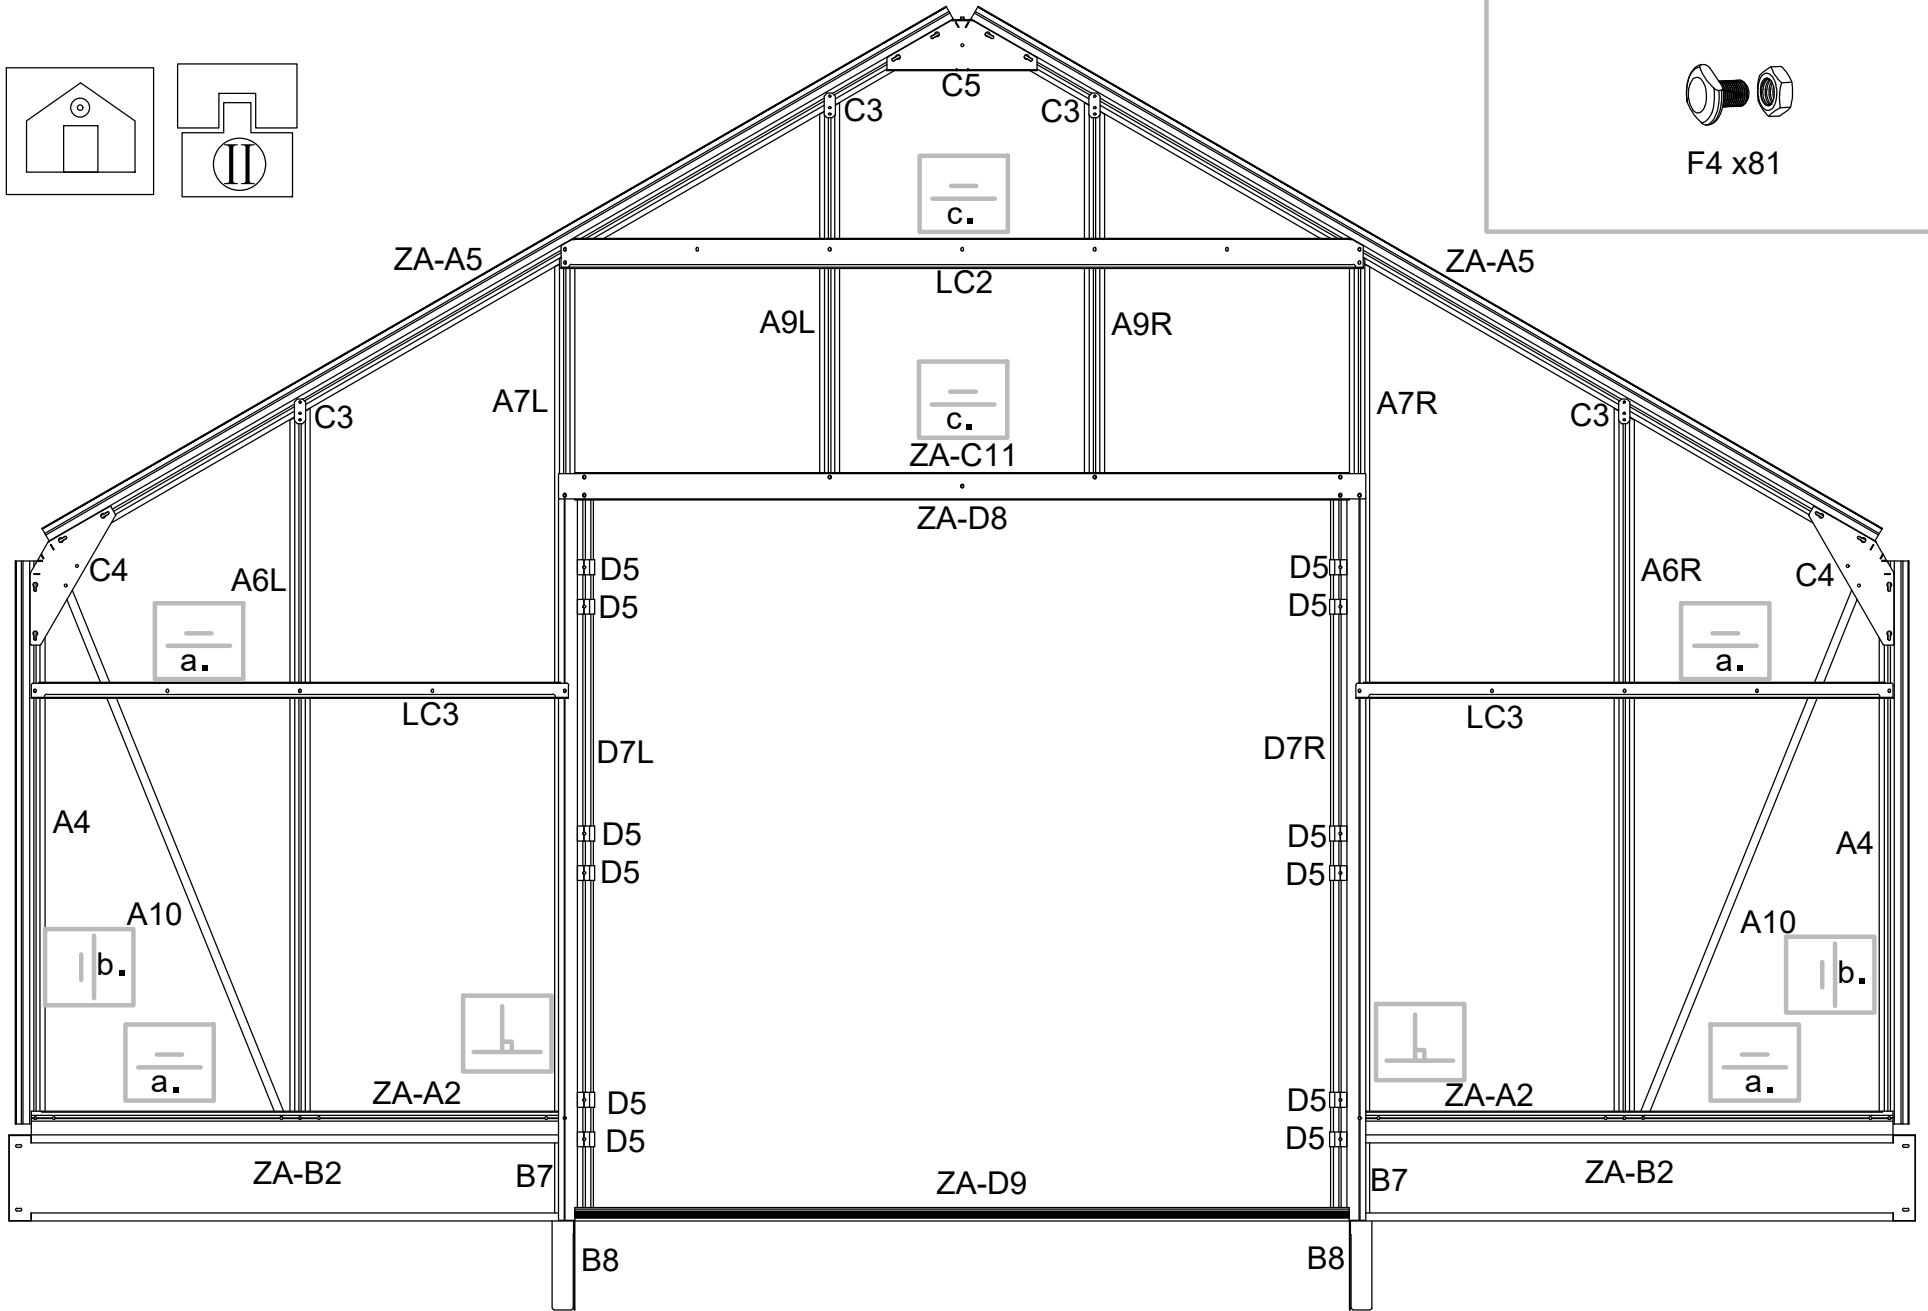 II
F4 x81
C5
C3 C3
c.
ZA-A5 ZA-A5
LC2
A9L A9R
A7L A7R
c.
C3 C3
ZA-C11
ZA-D8
C4 A6L D5 D5 A6R C4
D5 D5
a. a.
LC3 LC3
D7L D7R
A4 D5 D5 A4
D5 D5
A10 A10
b. b.
a. a.
ZA-A2 D5 D5 ZA-A2
D5 D5
ZA-B2 B7 ZA-D9 B7 ZA-B2
B8 B8